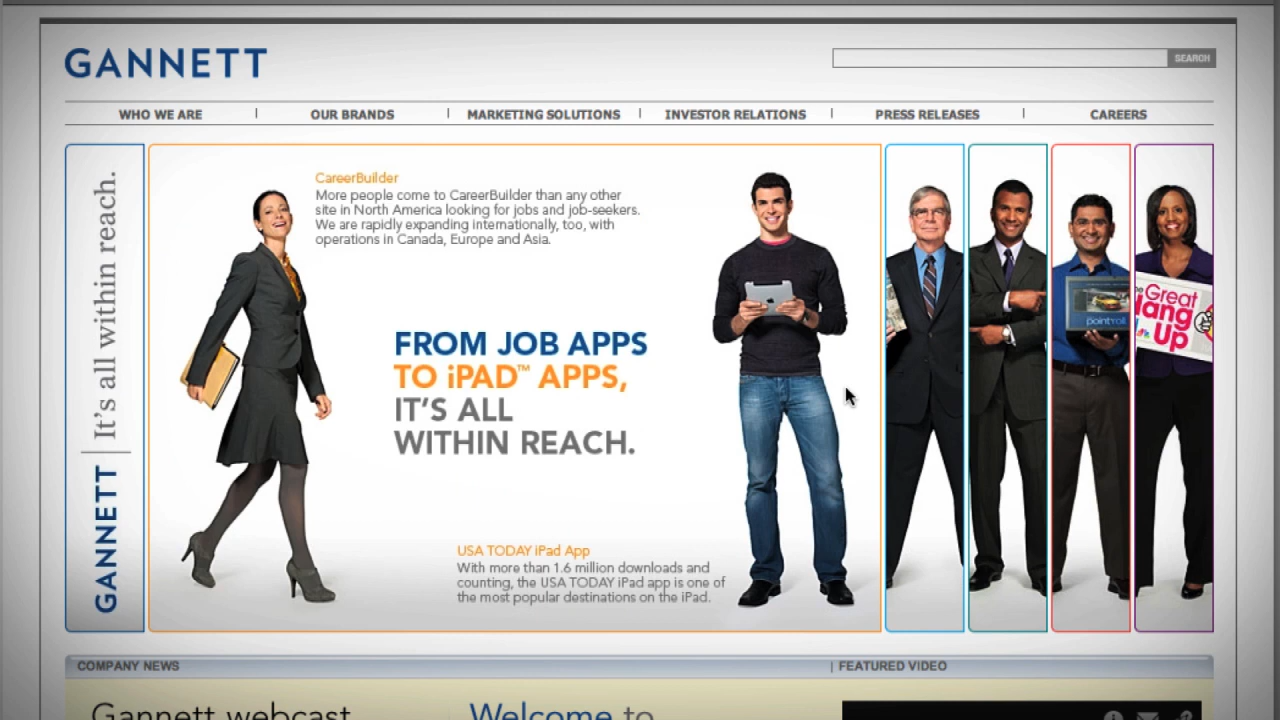 GANNETT
SEARCH
WHO WE ARE
OUR BRANDS
MARKETING SOLUTIONS
INVESTOR RELATIONS
PRESS RELEASES
CAREERS
GANNETT | It's all within reach.
CareerBuilder
More people come to CareerBuilder than any other
site in North America looking for jobs and job-seekers.
We are rapidly expanding internationally, too, with
operations in Canada, Europe and Asia.
FROM JOB APPS
TO iPAD™ APPS,
IT'S ALL
WITHIN REACH.
USA TODAY iPad App
With more than 1.6 million downloads and
counting, the USA TODAY iPad app is one of
the most popular destinations on the iPad.
pointroll
Great
Up
COMPANY NEWS
| FEATURED VIDEO
Gannett webcast
Welcome to